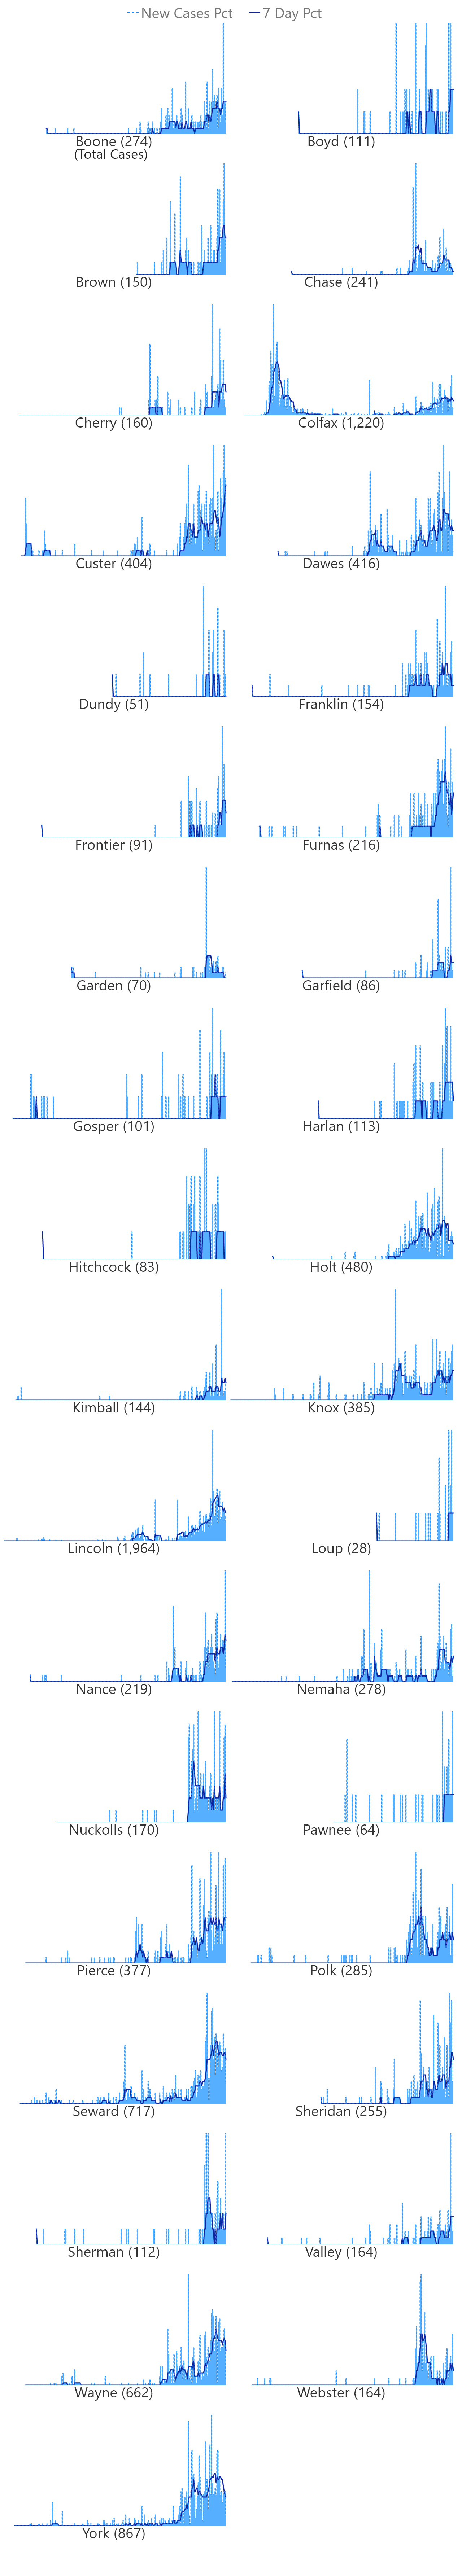 New Cases Pct 7 Day Pct
Boone (274) Boyd (111)
(Total Cases)
Brown (150) Chase (241)
Cherry (160) Colfax (1,220)
Custer (404) Dawes (416)
Dundy (51) Franklin (154)
Frontier (91) Furnas (216)
Garden (70) Garfield (86)
Gosper (101) Harlan (113)
Hitchcock (83) Holt (480)
Kimball (144) Knox (385)
Lincoln (1,964) Loup (28)
Nance (219) Nemaha (278)
Nuckolls (170) Pawnee (64)
Pierce (377) Polk (285)
Seward (717) Sheridan (255)
Sherman (112) Valley (164)
Wayne (662) Webster (164)
York (867)